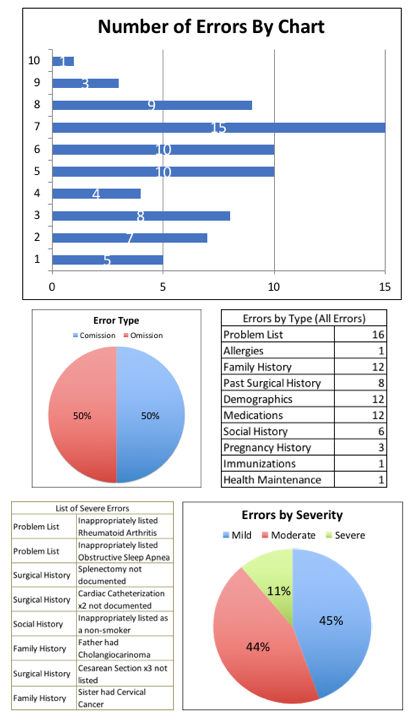 Number of Errors By Chart
10 1
9 3
8 9
7 15
6 10
5 10
4 4
3 8
2 7
1 5
0 5 10 15
Error Type
Comission Omission
50% 50%
Errors by Type (All Errors)
Problem List 16
Allergies 1
Family History 12
Past Surgical History 8
Demographics 12
Medications 12
Social History 6
Pregnancy History 3
Immunizations 1
Health Maintenance 1
List of Severe Errors
Problem List Inappropriately listed
Rheumatoid Arthritis
Problem List Inappropriately listed
Obstructive Sleep Apnea
Surgical History Splenectomy not
documented
Surgical History Cardiac Catheterization
x2 not documented
Social History Inappropriately listed as
a non-smoker
Family History Father had
Cholangiocarinoma
Surgical History Cesarean Section x3 not
listed
Family History Sister had Cervical
Cancer
Errors by Severity
Mild Moderate Severe
11%
45%
44%